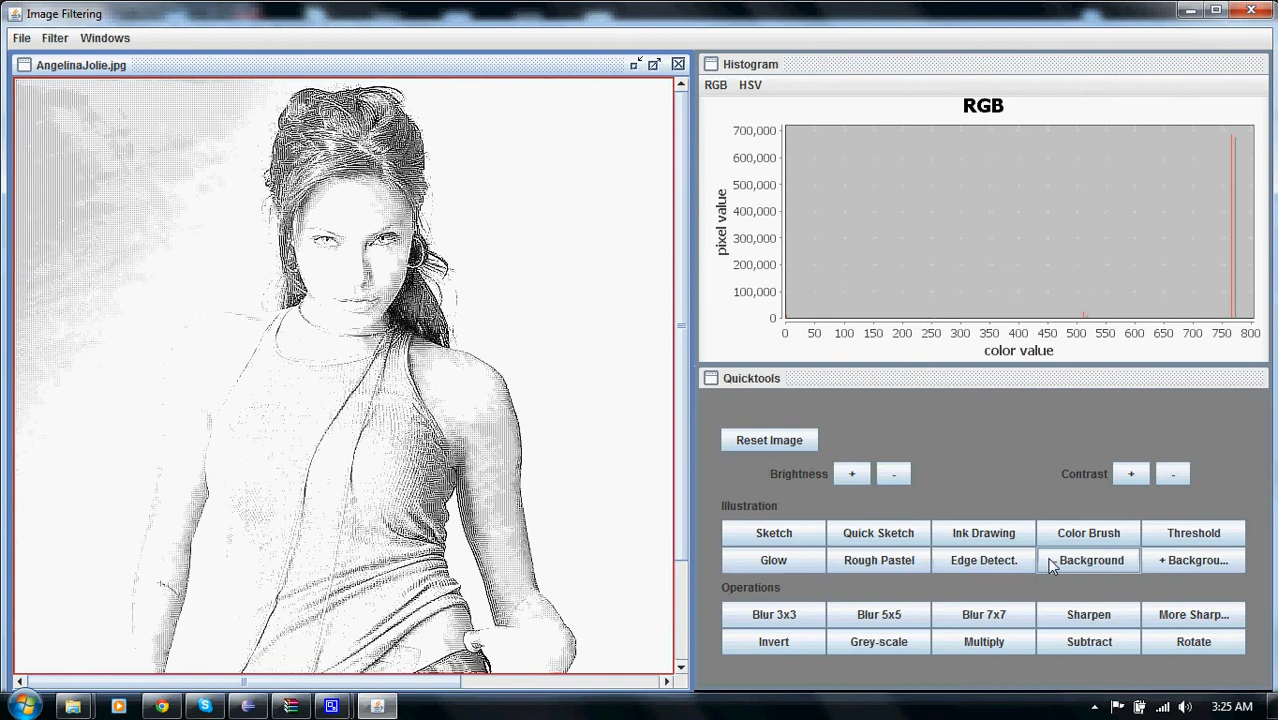 Image Filtering
File Filter Windows
AngelinaJolie.jpg
Histogram
RGB HSV
RGB
700,000
600,000
500,000
400,000
300,000
200,000
100,000
0
pixel value
0 50 100 150 200 250 300 350 400 450 500 550 600 650 700 750 800
color value
Quicktools
Reset Image
Brightness + - Contrast + -
Illustration
Sketch Quick Sketch Ink Drawing Color Brush Threshold
Glow Rough Pastel Edge Detect. Background + Backgrou...
Operations
Blur 3x3 Blur 5x5 Blur 7x7 Sharpen More Sharp...
Invert Grey-scale Multiply Subtract Rotate
3:25 AM